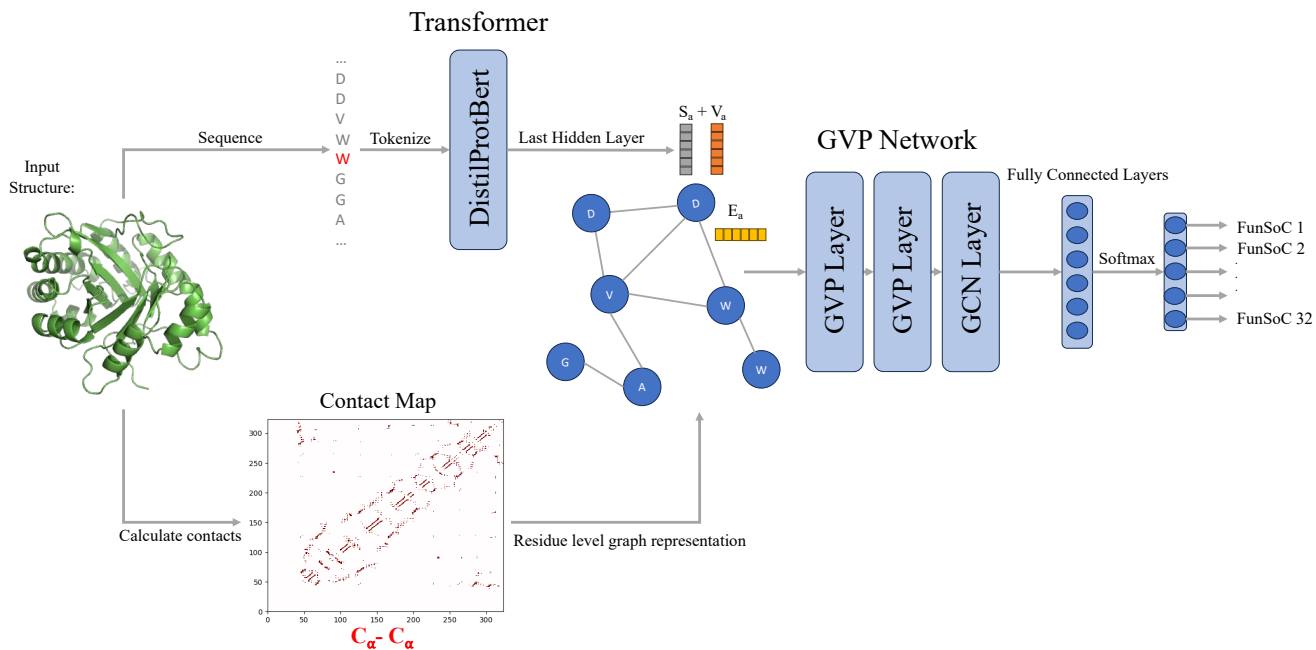 Transformer
...
D
D
V
W
W
G
G
A
...
Sequence
Tokenize
DistilProtBert
Last Hidden Layer
Sₐ + Vₐ
Input
Structure:
GVP Network
Fully Connected Layers
D
D
Eₐ
V
W
G
A
W
GVP Layer
GVP Layer
GCN Layer
Softmax
FunSoC 1
FunSoC 2
.
.
.
FunSoC 32
Contact Map
300
250
200
150
100
50
0
0 50 100 150 200 250 300
Calculate contacts
Residue level graph representation
Cα- Cα